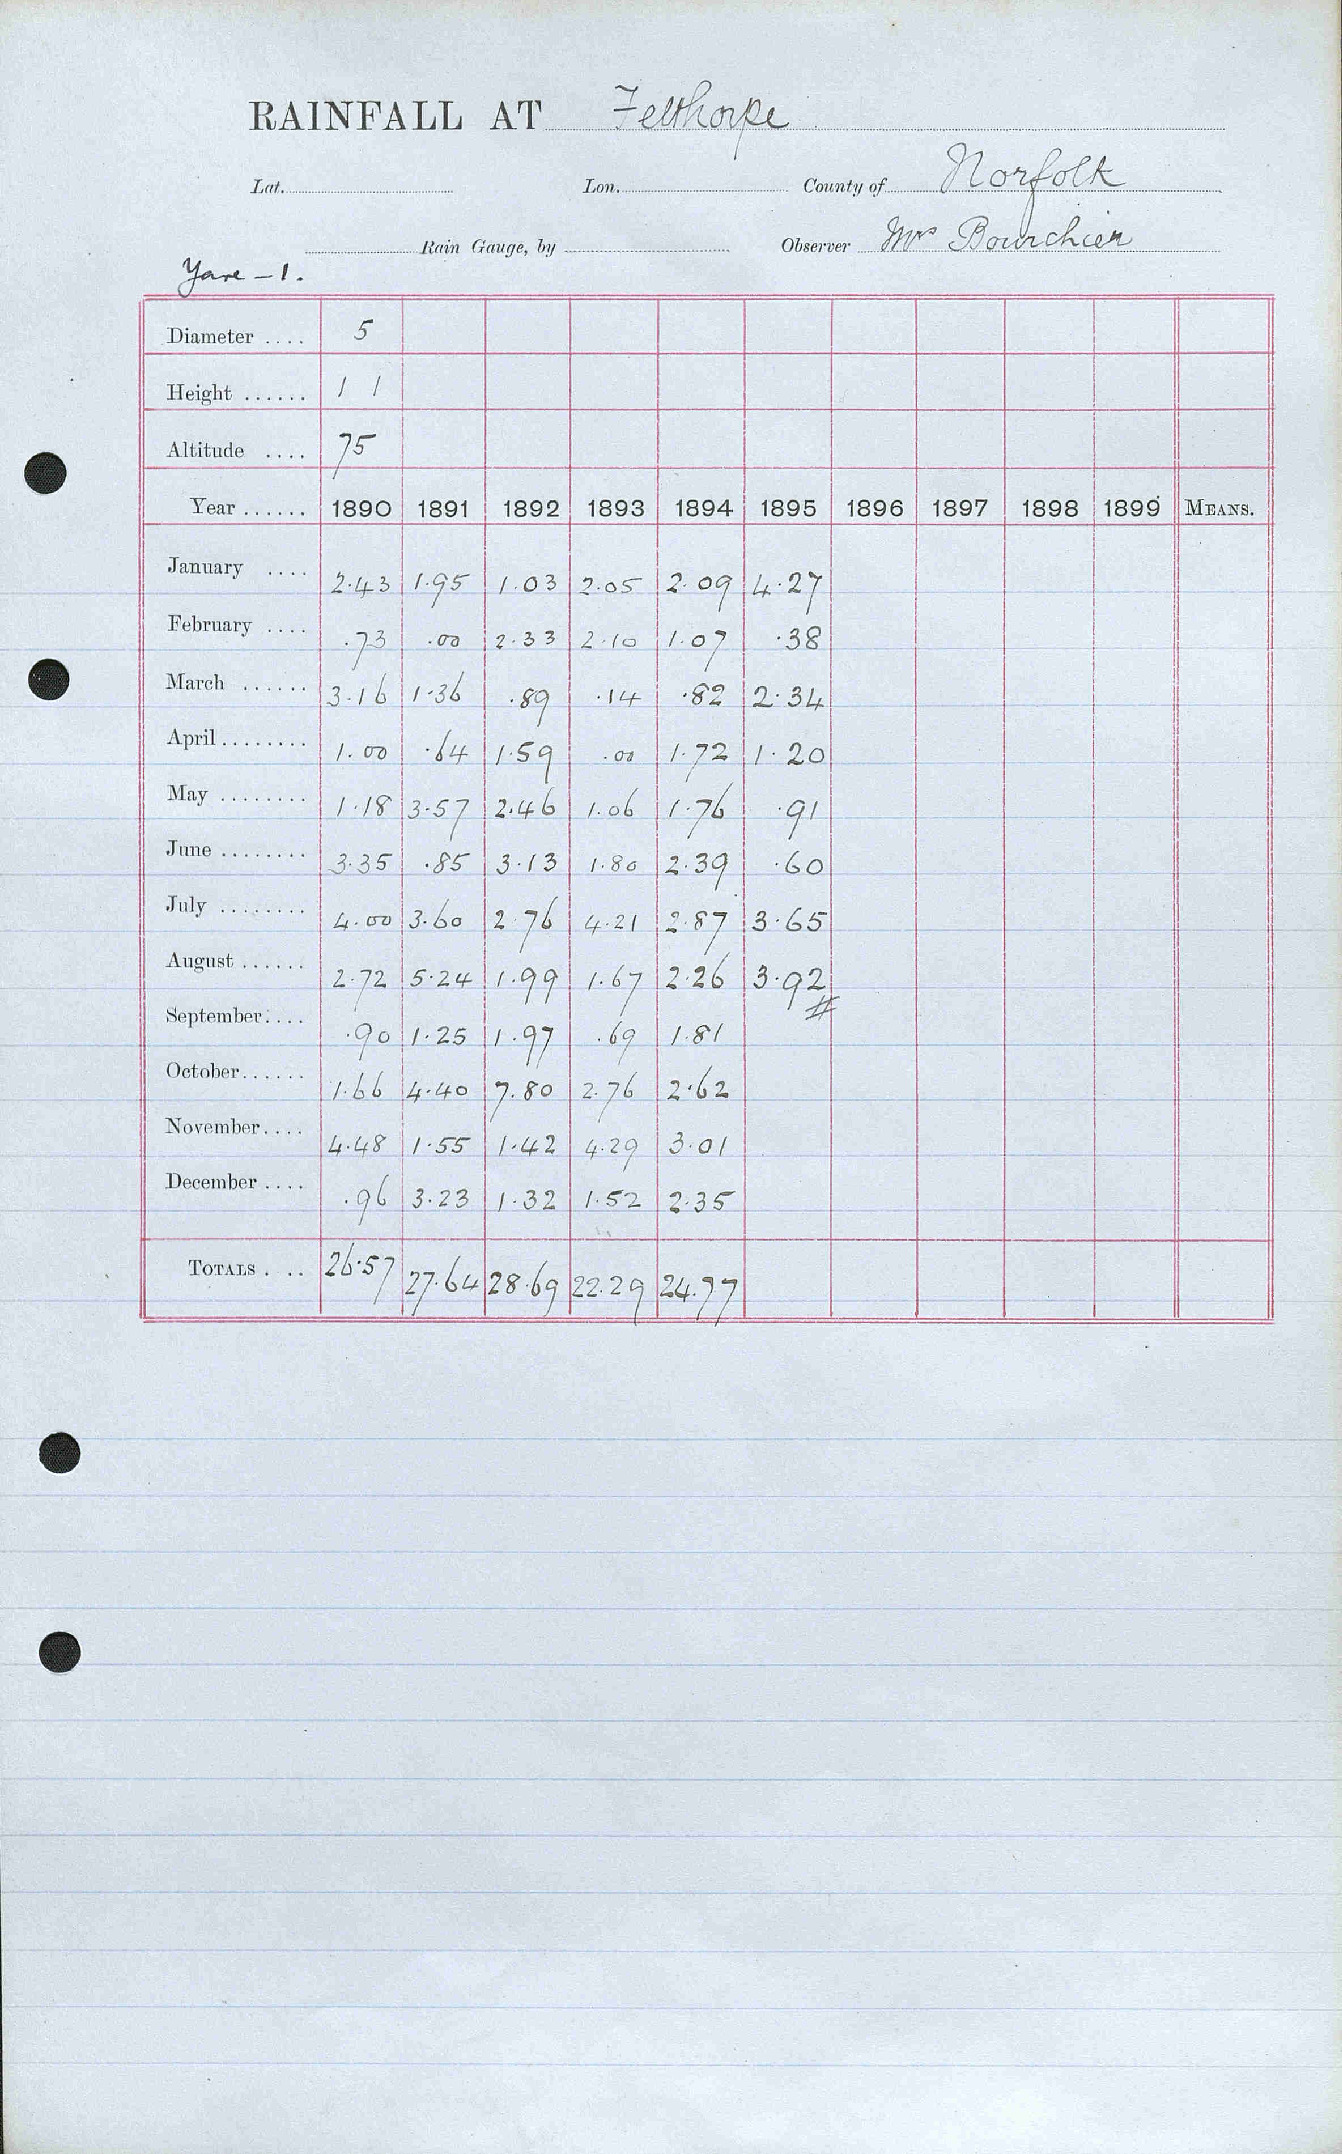 RAINFALL AT Felthorpe
Lat. Lon. County of Norfolk
Rain Gauge, by Observer Mrs Bourchier
Yare - 1.
Diameter .... 5
Height ...... 1 1
Altitude .... 75
Year ...... 1890 1891 1892 1893 1894 1895 1896 1897 1898 1899 MEANS.
January .... 2.43 1.95 1.03 2.05 2.09 4.27
February .... .73 .00 2.33 2.10 1.07 .38
March ...... 3.16 1.36 .89 .14 .82 2.34
April ........ 1.00 .64 1.59 .00 1.72 1.20
May ........ 1.18 3.57 2.46 1.06 1.76 .91
June ........ 3.35 .85 3.13 1.80 2.39 .60
July ........ 4.00 3.60 2.76 4.21 2.87 3.65
August ...... 2.72 5.24 1.99 1.67 2.26 3.92
September .... .90 1.25 1.97 .69 1.81 #
October ...... 1.66 4.40 7.80 2.76 2.62
November .... 4.48 1.55 1.42 4.29 3.01
December .... .96 3.23 1.32 1.52 2.35
TOTALS . .. 26.57 27.64 28.69 22.29 24.77